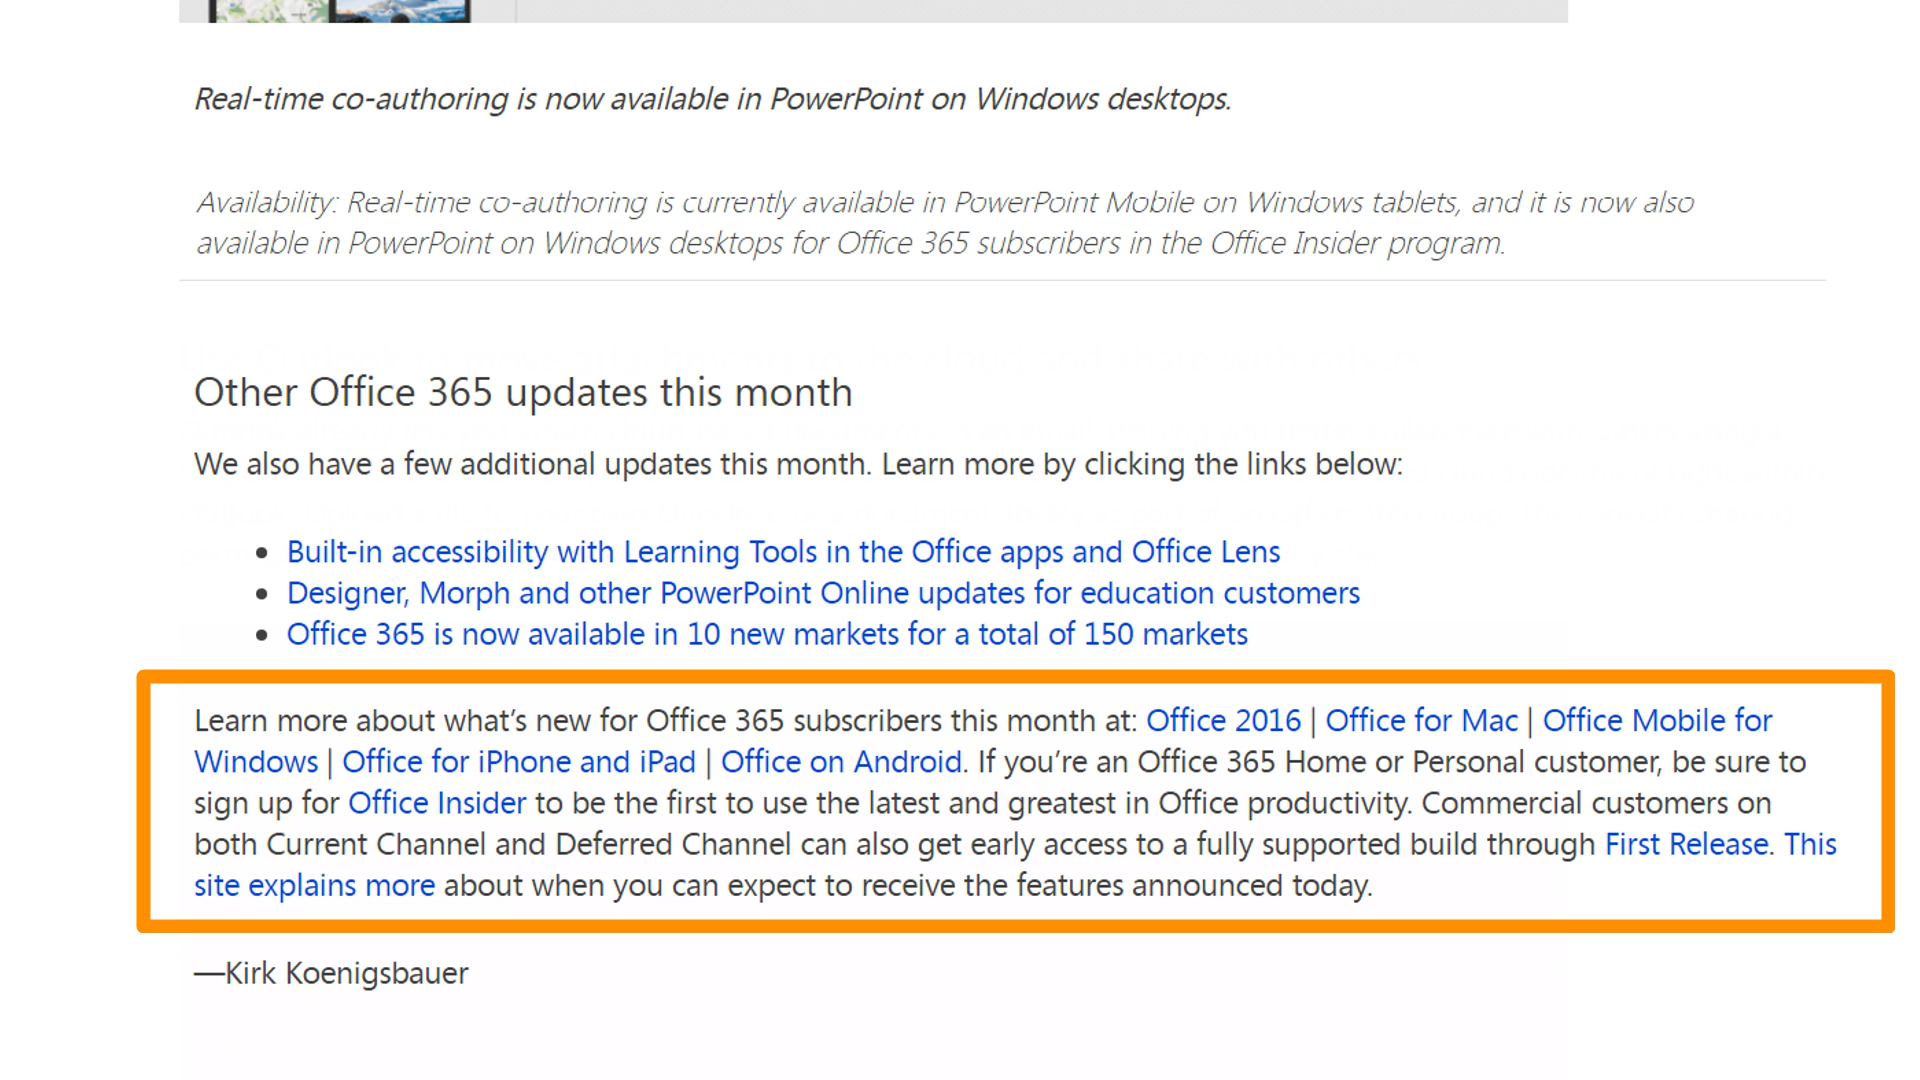 Real-time co-authoring is now available in PowerPoint on Windows desktops.
Availability: Real-time co-authoring is currently available in PowerPoint Mobile on Windows tablets, and it is now also
available in PowerPoint on Windows desktops for Office 365 subscribers in the Office Insider program.
Other Office 365 updates this month
We also have a few additional updates this month. Learn more by clicking the links below:
• Built-in accessibility with Learning Tools in the Office apps and Office Lens
• Designer, Morph and other PowerPoint Online updates for education customers
• Office 365 is now available in 10 new markets for a total of 150 markets
Learn more about what’s new for Office 365 subscribers this month at: Office 2016 | Office for Mac | Office Mobile for
Windows | Office for iPhone and iPad | Office on Android. If you’re an Office 365 Home or Personal customer, be sure to
sign up for Office Insider to be the first to use the latest and greatest in Office productivity. Commercial customers on
both Current Channel and Deferred Channel can also get early access to a fully supported build through First Release. This
site explains more about when you can expect to receive the features announced today.
—Kirk Koenigsbauer